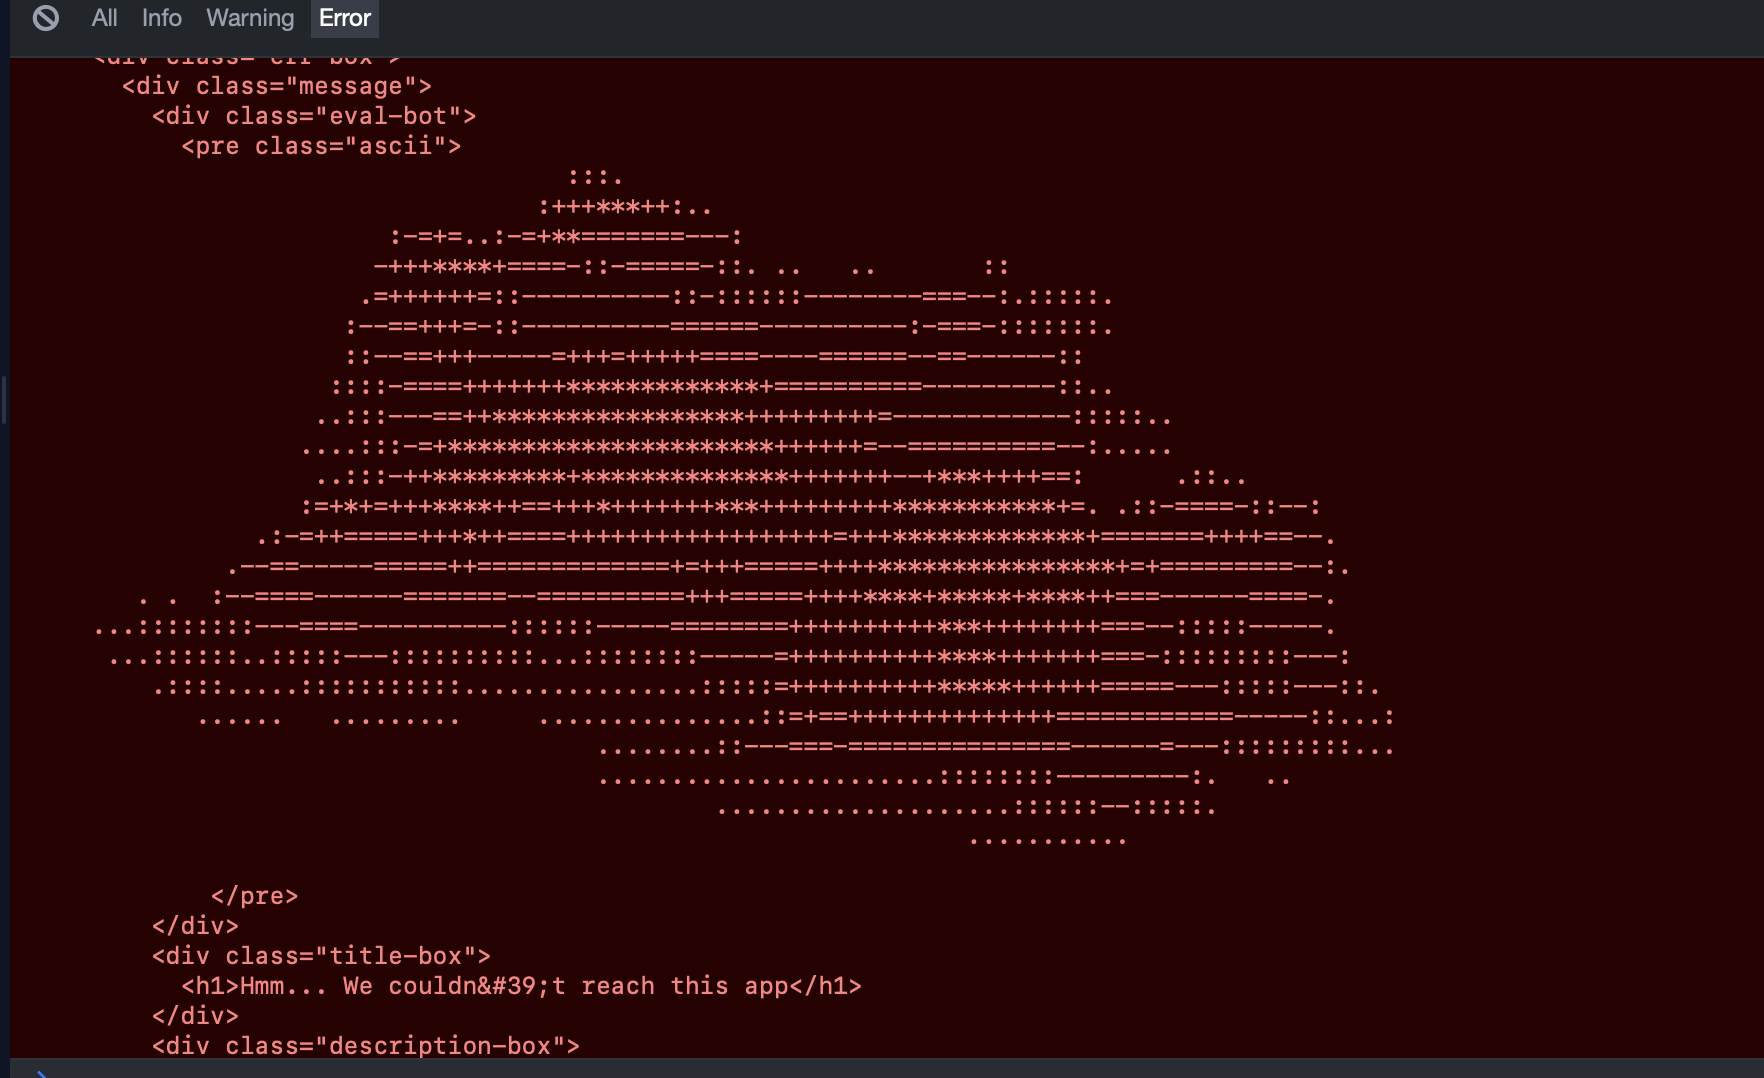 All Info Warning Error
<div class="message">
<div class="eval-bot">
<pre class="ascii">
</pre>
</div>
<div class="title-box">
<h1>Hmm... We couldn&#39;t reach this app</h1>
</div>
<div class="description-box">